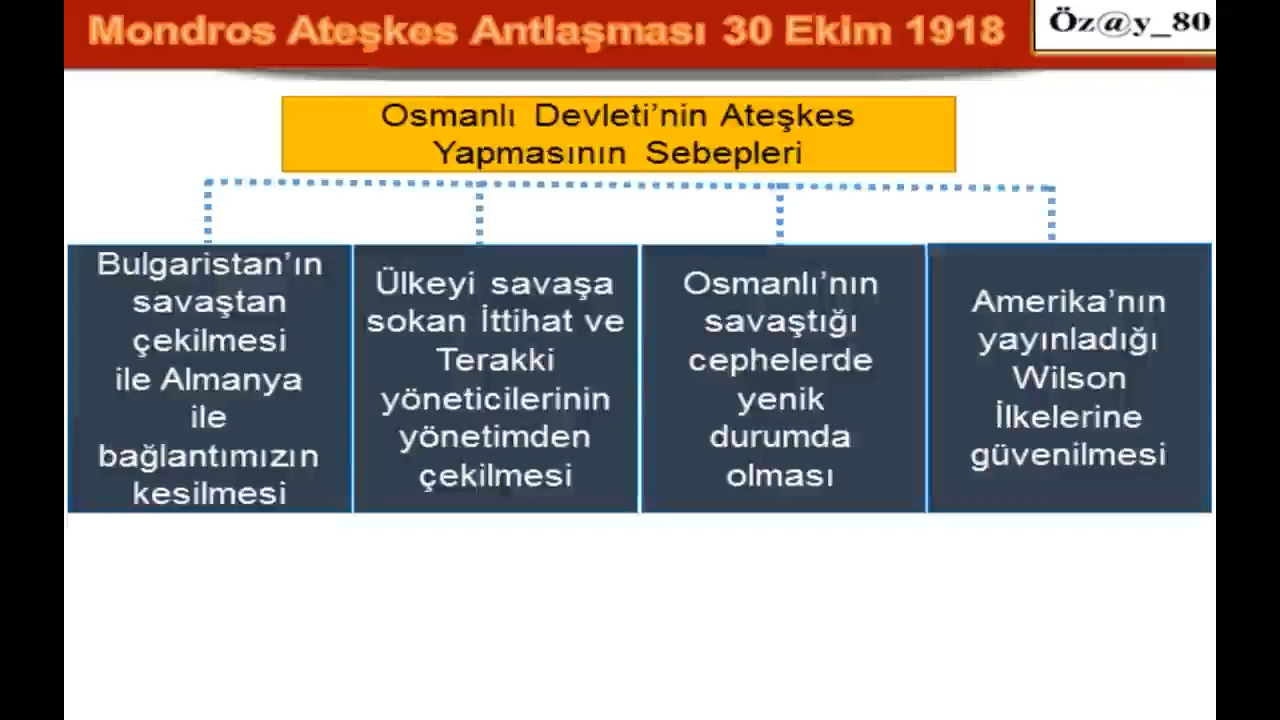 Mondros Ateşkes Antlaşması 30 Ekim 1918
Öz@y_80
Osmanlı Devleti’nin Ateşkes
Yapmasının Sebepleri
Bulgaristan’ın
savaştan
çekilmesi
ile Almanya
ile
bağlantımızın
kesilmesi
Ülkeyi savaşa
sokan İttihat ve
Terakki
yöneticilerinin
yönetimden
çekilmesi
Osmanlı’nın
savaştığı
cephelerde
yenik
durumda
olması
Amerika’nın
yayınladığı
Wilson
İlkelerine
güvenilmesi